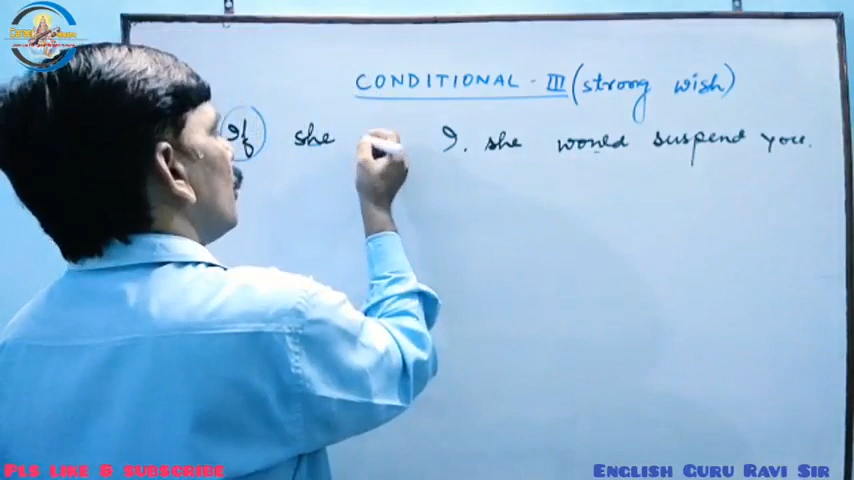 CONDITIONAL - III (strong wish)
If she I. she would suspend you.
PLS LIKE & SUBSCRIBE
ENGLISH GURU RAVI SIR